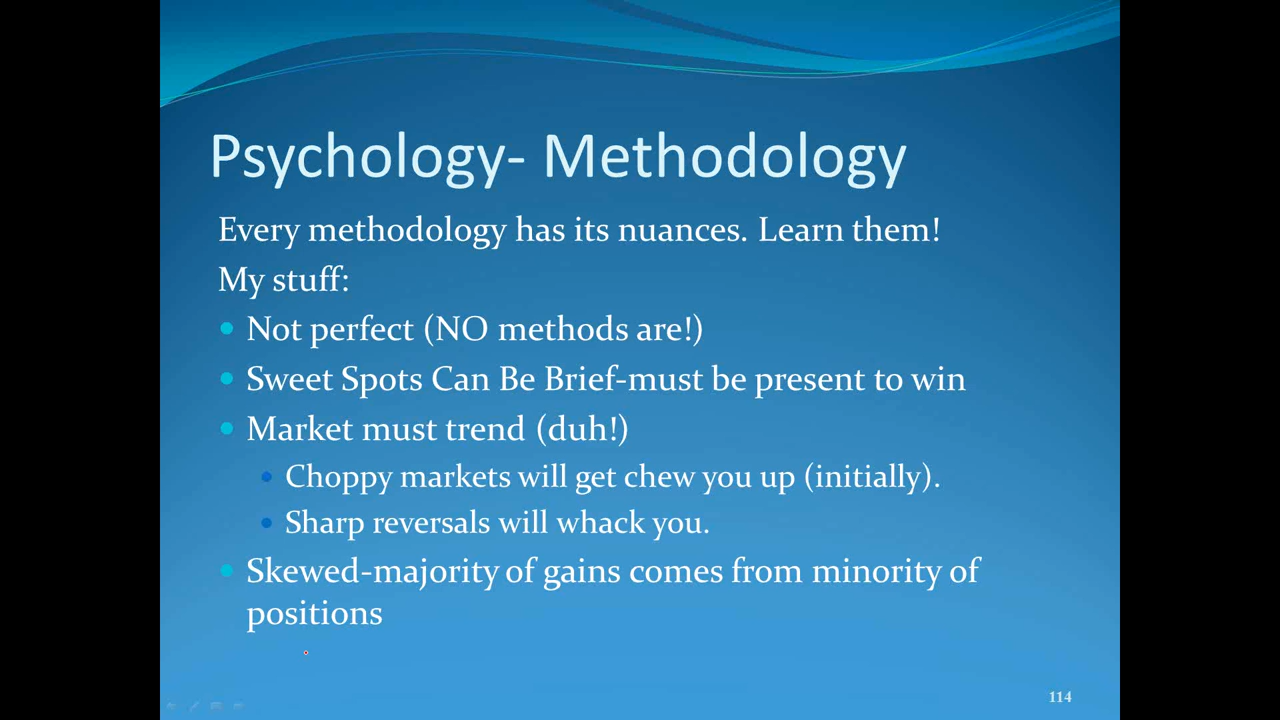 Psychology- Methodology
Every methodology has its nuances. Learn them!
My stuff:
Not perfect (NO methods are!)
Sweet Spots Can Be Brief-must be present to win
Market must trend (duh!)
Choppy markets will get chew you up (initially).
Sharp reversals will whack you.
Skewed-majority of gains comes from minority of
positions
114